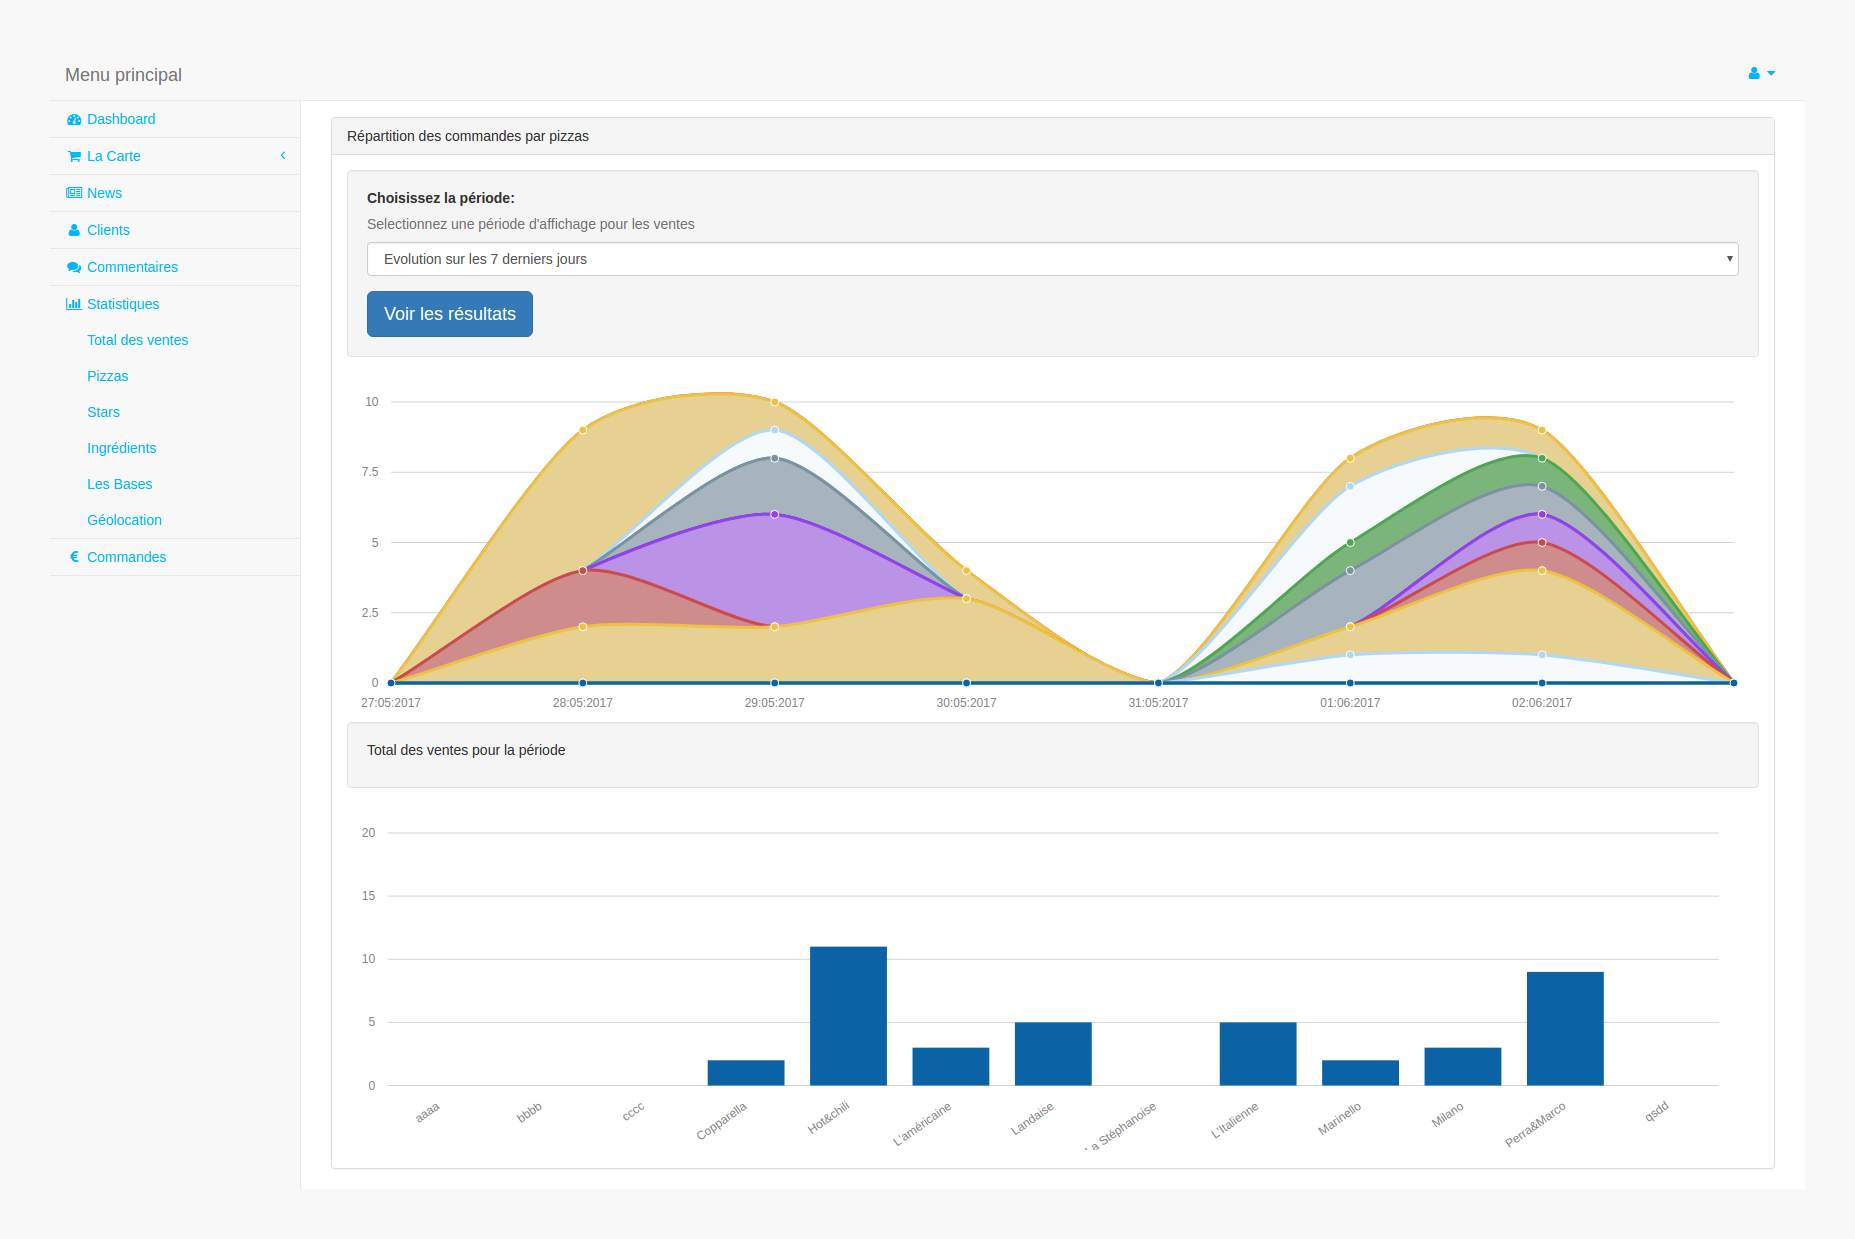 Menu principal
Dashboard
La Carte
News
Clients
Commentaires
Statistiques
Total des ventes
Pizzas
Stars
Ingrédients
Les Bases
Géolocation
Commandes
Répartition des commandes par pizzas
Choisissez la période:
Selectionnez une période d'affichage pour les ventes
Evolution sur les 7 derniers jours
Voir les résultats
10
7.5
5
2.5
0
27:05:2017 28:05:2017 29:05:2017 30:05:2017 31:05:2017 01:06:2017 02:06:2017
Total des ventes pour la période
20
15
10
5
0
aaaa bbbb cccc Copparella Hot&chili L'américaine Landaise La Stéphanoise L'Italienne Marinello Milano Perra&Marco qsdd